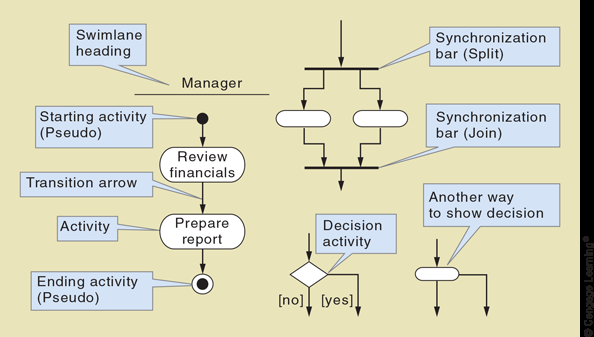 Swimlane
heading
Manager
Starting activity
(Pseudo)
Review
financials
Transition arrow
Activity
Prepare
report
Ending activity
(Pseudo)
Synchronization
bar (Split)
Synchronization
bar (Join)
Decision
activity
[no] [yes]
Another way
to show decision
© Cengage Learning®